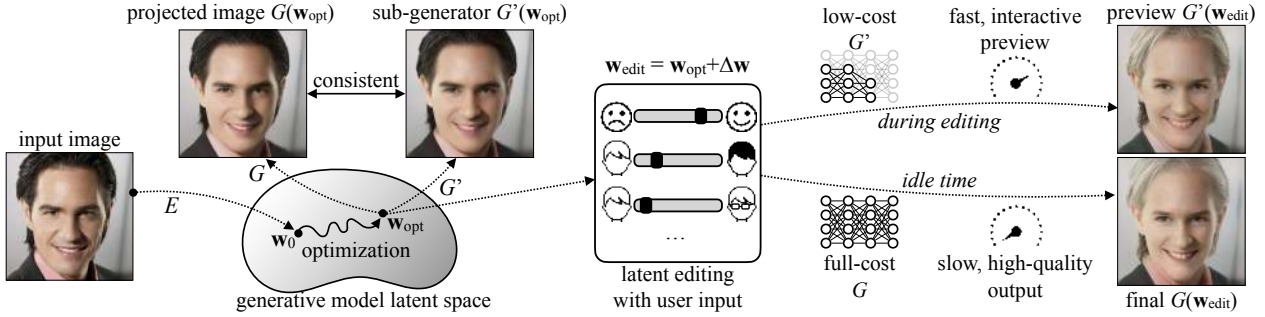 projected image G(w_opt)
sub-generator G'(w_opt)
consistent
input image
E
G
G'
w_0
w_opt
optimization
generative model latent space
w_edit = w_opt+Δw
...
latent editing
with user input
low-cost
G'
fast, interactive
preview
during editing
preview G'(w_edit)
idle time
full-cost
G
slow, high-quality
output
final G(w_edit)